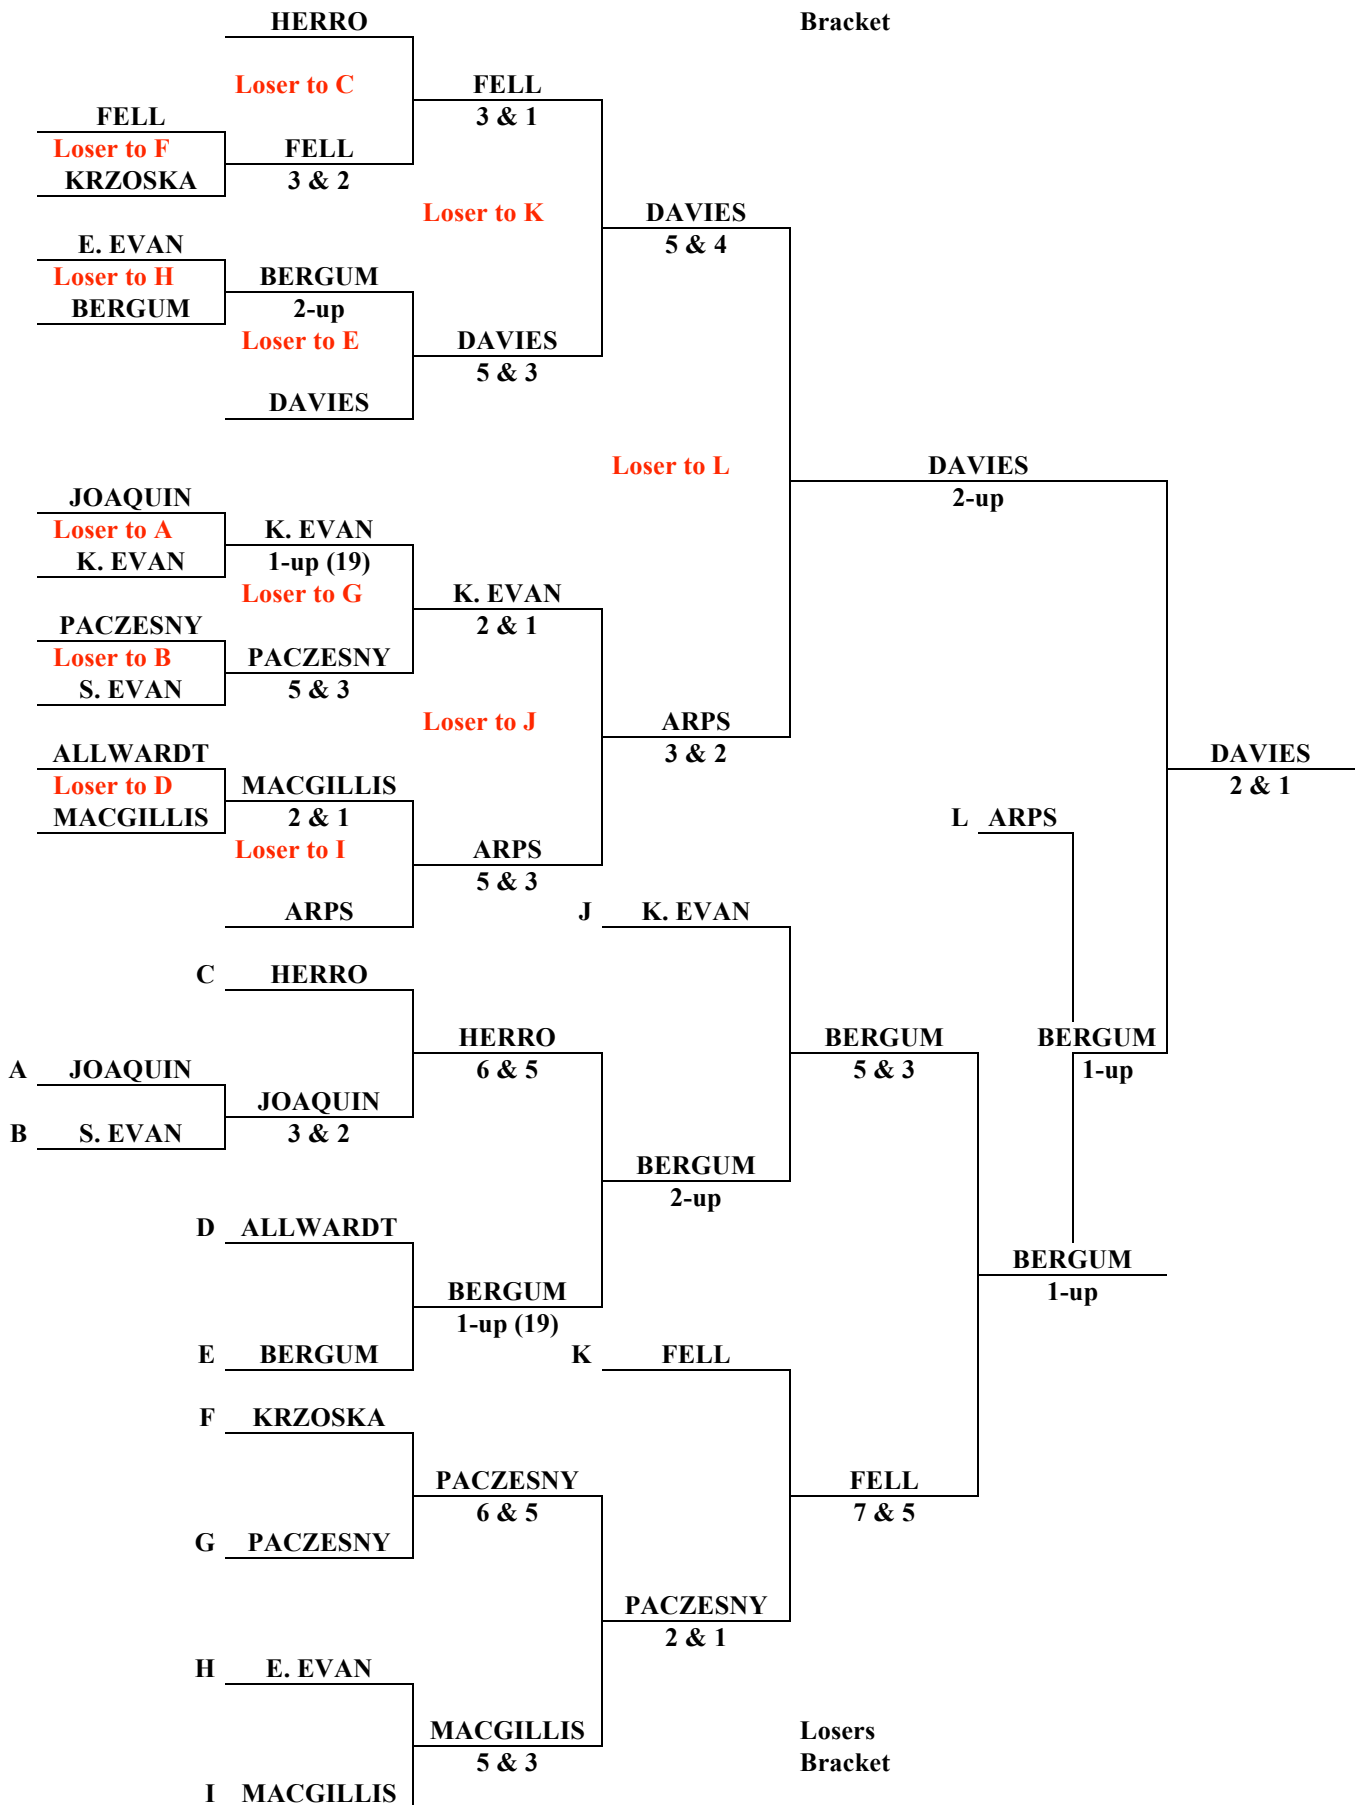 HERRO Bracket
Loser to C FELL
FELL 3 & 1
Loser to F FELL
KRZOSKA 3 & 2
Loser to K DAVIES
E. EVAN 5 & 4
Loser to H BERGUM
BERGUM 2-up
Loser to E DAVIES
5 & 3
DAVIES
Loser to L DAVIES
JOAQUIN 2-up
Loser to A K. EVAN
K. EVAN 1-up (19)
Loser to G K. EVAN
PACZESNY 2 & 1
Loser to B PACZESNY
S. EVAN 5 & 3
Loser to J ARPS
ALLWARDT 3 & 2 DAVIES
Loser to D MACGILLIS 2 & 1
MACGILLIS 2 & 1 L ARPS
Loser to I ARPS
5 & 3
ARPS J K. EVAN
C HERRO
HERRO BERGUM BERGUM
A JOAQUIN 6 & 5 5 & 3 1-up
JOAQUIN
B S. EVAN 3 & 2
BERGUM
2-up
D ALLWARDT
BERGUM
BERGUM 1-up
1-up (19)
E BERGUM K FELL
F KRZOSKA
PACZESNY FELL
6 & 5 7 & 5
G PACZESNY
PACZESNY
2 & 1
H E. EVAN
MACGILLIS Losers
5 & 3 Bracket
I MACGILLIS